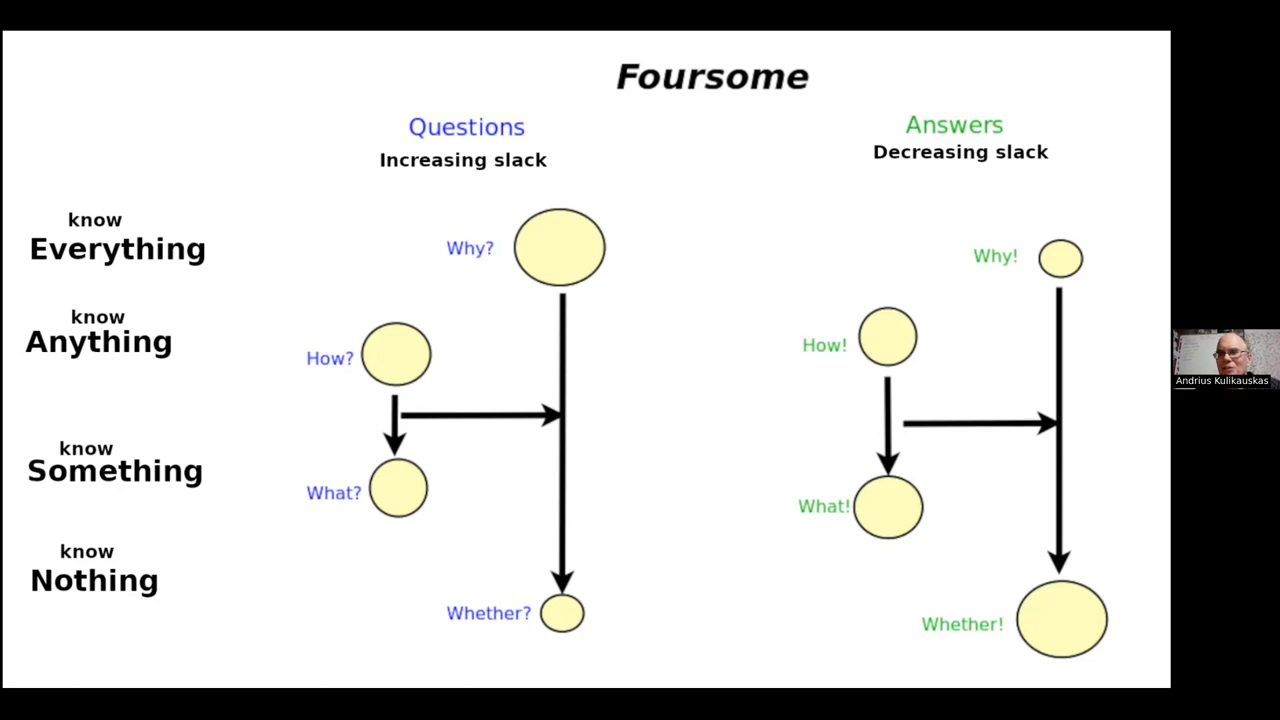 Foursome
Questions
Increasing slack
Answers
Decreasing slack
know
Everything
Why?
Why!
know
Anything
How?
How!
know
Something
What?
What!
know
Nothing
Whether?
Whether!
Andrius Kulikauskas